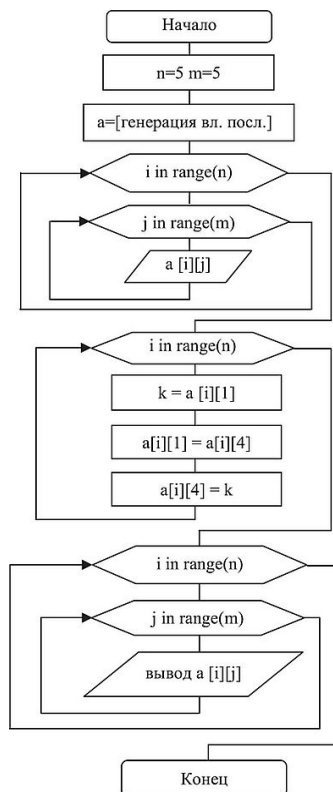 Начало
n=5 m=5
a=[генерация вл. посл.]
i in range(n)
j in range(m)
a [i][j]
i in range(n)
k = a [i][1]
a[i][1] = a[i][4]
a[i][4] = k
i in range(n)
j in range(m)
вывод a [i][j]
Конец